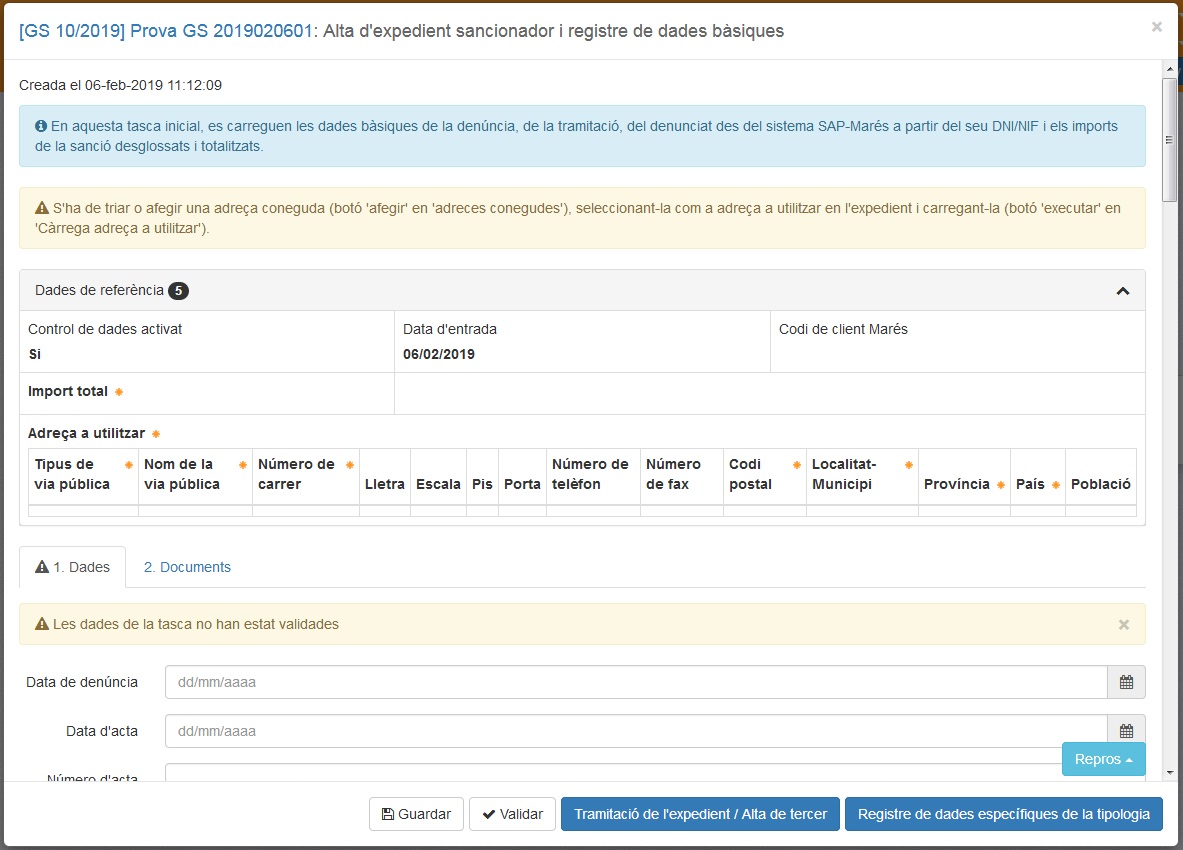 [GS 10/2019] Prova GS 2019020601: Alta d'expedient sancionador i registre de dades bàsiques
×
Creada el 06-feb-2019 11:12:09
En aquesta tasca inicial, es carreguen les dades bàsiques de la denúncia, de la tramitació, del denunciat des del sistema SAP-Marés a partir del seu DNI/NIF i els imports
de la sanció desglossats i totalitzats.
S'ha de triar o afegir una adreça coneguda (botó 'afegir' en 'adreces conegudes'), seleccionant-la com a adreça a utilitzar en l'expedient i carregant-la (botó 'executar' en
'Càrrega adreça a utilitzar').
Dades de referència 5
Control de dades activat
Si
Data d'entrada
06/02/2019
Codi de client Marés
Import total
Adreça a utilitzar
Tipus de
via pública
Nom de la
via pública
Número de
carrer
Lletra
Escala
Pis
Porta
Número de
telèfon
Número
de fax
Codi
postal
Localitat-
Municipi
Província
País
Població
1. Dades
2. Documents
Les dades de la tasca no han estat validades
×
Data de denúncia
dd/mm/aaaa
Data d'acta
dd/mm/aaaa
Número d'acta
Repros
Guardar
Validar
Tramitació de l'expedient / Alta de tercer
Registre de dades específiques de la tipologia